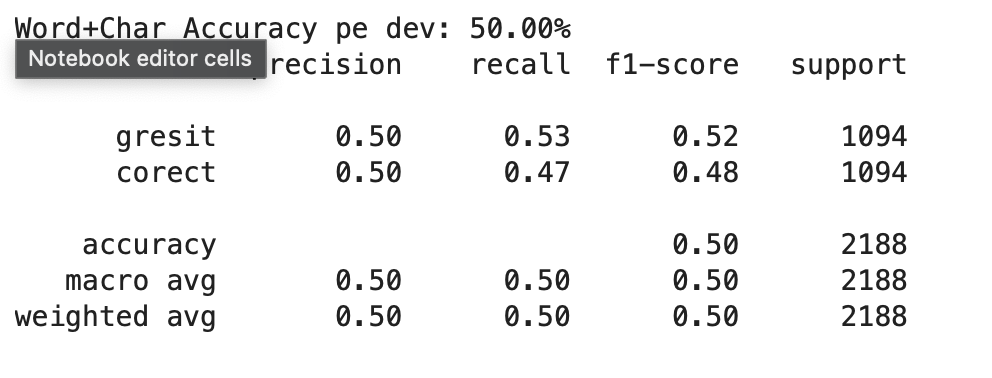 Word+Char Accuracy pe dev: 50.00%
Notebook editor cells
recision recall f1-score support
gresit 0.50 0.53 0.52 1094
corect 0.50 0.47 0.48 1094
accuracy 0.50 2188
macro avg 0.50 0.50 0.50 2188
weighted avg 0.50 0.50 0.50 2188